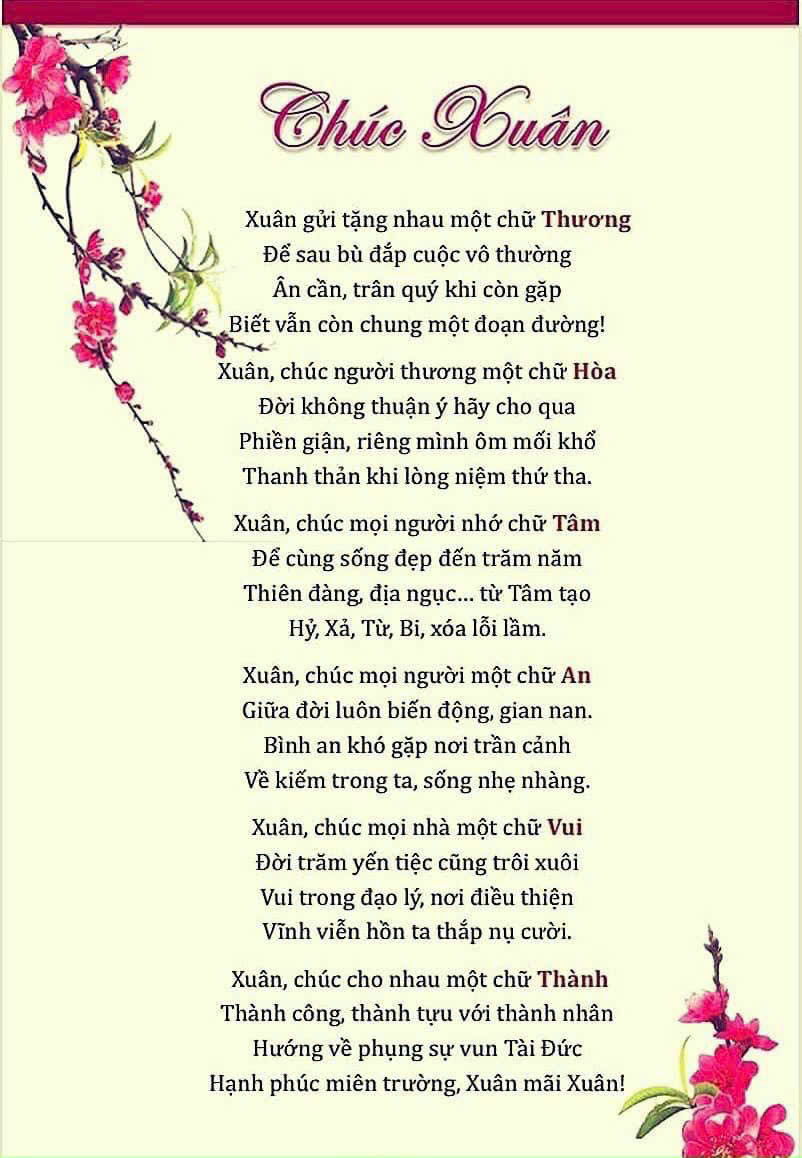 Chúc Xuân
Xuân gửi tặng nhau một chữ Thương
Để sau bù đắp cuộc vô thường
Ân cần, trân quý khi còn gặp
Biết vẫn còn chung một đoạn đường!
Xuân, chúc người thương một chữ Hòa
Đời không thuận ý hãy cho qua
Phiền giận, riêng mình ôm mối khổ
Thanh thản khi lòng niệm thứ tha.
Xuân, chúc mọi người nhớ chữ Tâm
Để cùng sống đẹp đến trăm năm
Thiên đàng, địa ngục... từ Tâm tạo
Hỷ, Xả, Từ, Bi, xóa lỗi lầm.
Xuân, chúc mọi người một chữ An
Giữa đời luôn biến động, gian nan.
Bình an khó gặp nơi trần cảnh
Về kiếm trong ta, sống nhẹ nhàng.
Xuân, chúc mọi nhà một chữ Vui
Đời trăm yến tiệc cũng trôi xuôi
Vui trong đạo lý, nơi điều thiện
Vĩnh viễn hồn ta thắp nụ cười.
Xuân, chúc cho nhau một chữ Thành
Thành công, thành tựu với thành nhân
Hướng về phụng sự vun Tài Đức
Hạnh phúc miên trường, Xuân mãi Xuân!